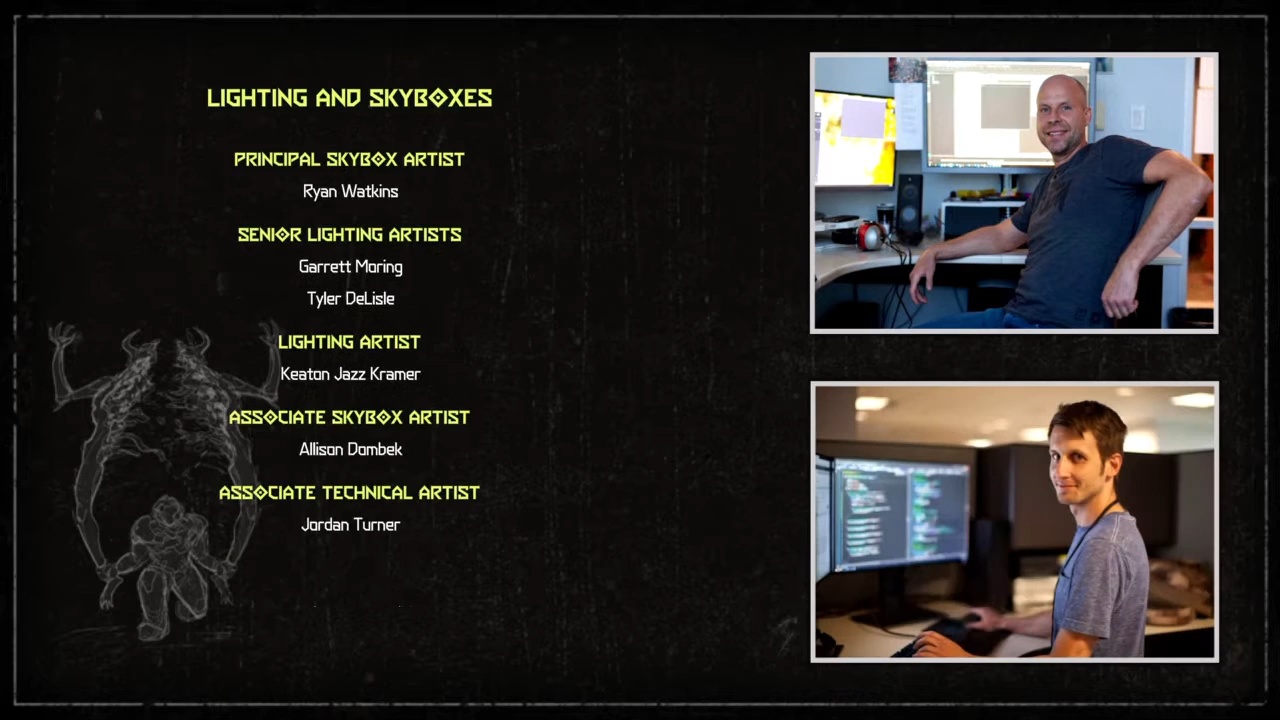 LIGHTING AND SKYBOXES
PRINCIPAL SKYBOX ARTIST
Ryan Watkins
SENIOR LIGHTING ARTISTS
Garrett Moring
Tyler DeLisle
LIGHTING ARTIST
Keaton Jazz Kramer
ASSOCIATE SKYBOX ARTIST
Allison Dombek
ASSOCIATE TECHNICAL ARTIST
Jordan Turner